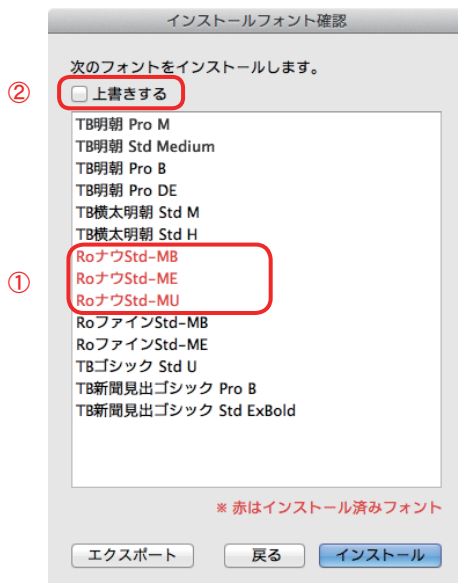 インストールフォント確認
次のフォントをインストールします。
② 上書きする
TB明朝 Pro M
TB明朝 Std Medium
TB明朝 Pro B
TB明朝 Pro DE
TB横太明朝 Std M
TB横太明朝 Std H
RoナウStd-MB
① RoナウStd-ME
RoナウStd-MU
RoファインStd-MB
RoファインStd-ME
TBゴシック Std U
TB新聞見出ゴシック Pro B
TB新聞見出ゴシック Std ExBold
※ 赤はインストール済みフォント
エクスポート 戻る インストール